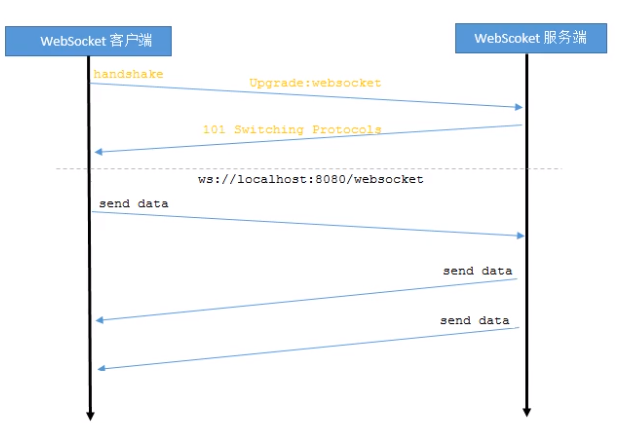 WebSocket 客户端
WebScoket 服务端
handshake
Upgrade:websocket
101 Switching Protocols
ws://localhost:8080/websocket
send data
send data
send data